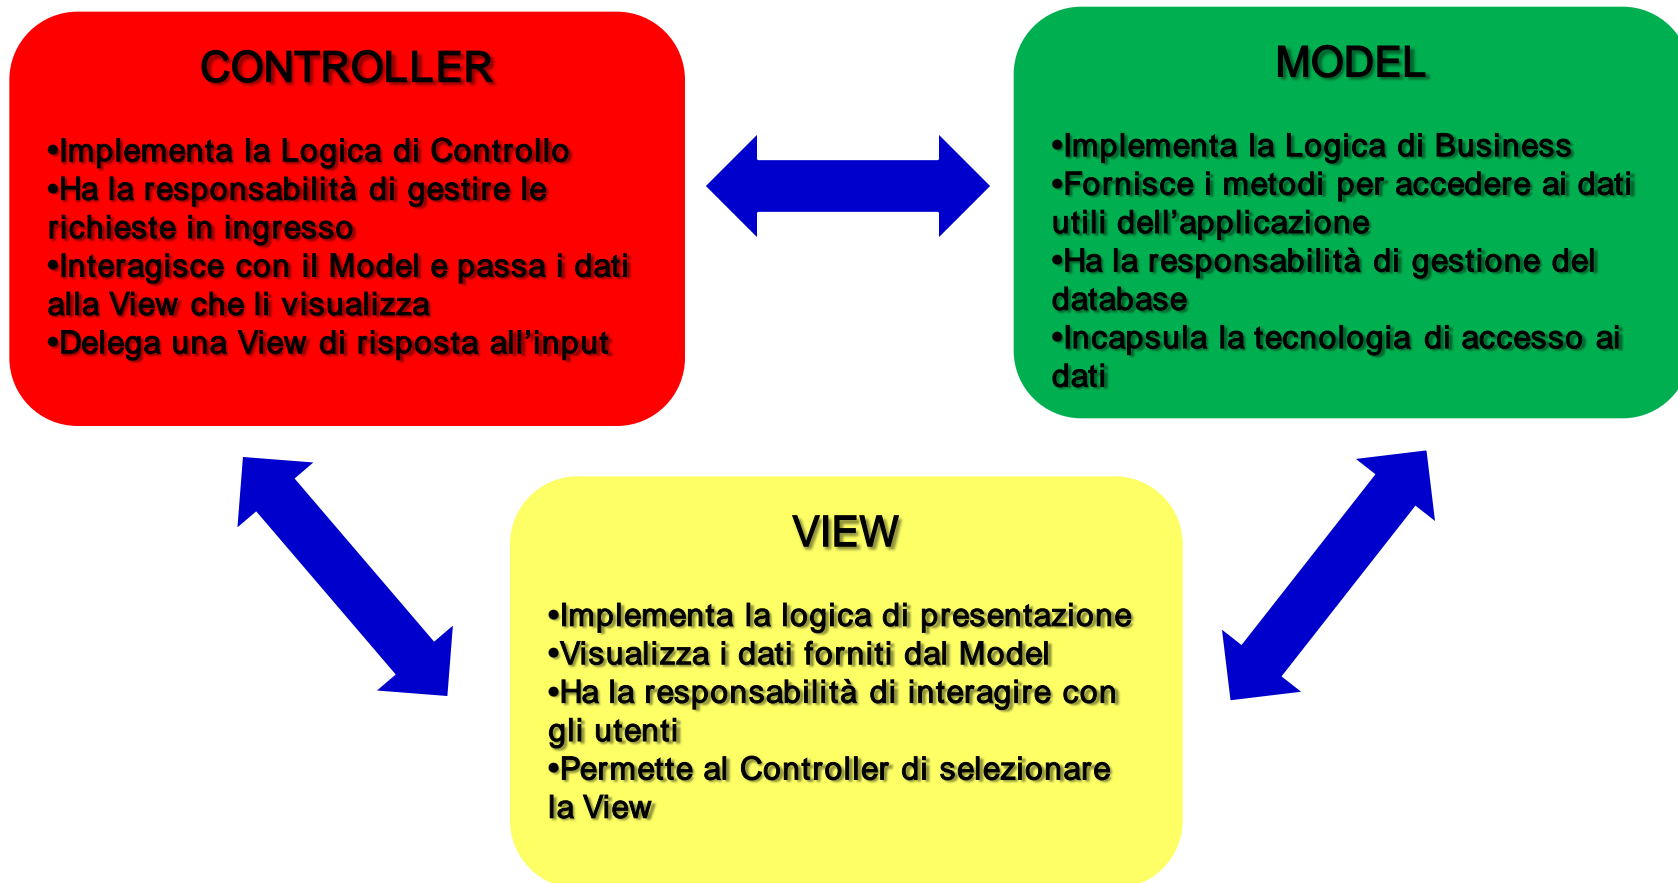 CONTROLLER
•Implementa la Logica di Controllo
•Ha la responsabilità di gestire le
richieste in ingresso
•Interagisce con il Model e passa i dati
alla View che li visualizza
•Delega una View di risposta all’input
MODEL
•Implementa la Logica di Business
•Fornisce i metodi per accedere ai dati
utili dell’applicazione
•Ha la responsabilità di gestione del
database
•Incapsula la tecnologia di accesso ai
dati
VIEW
•Implementa la logica di presentazione
•Visualizza i dati forniti dal Model
•Ha la responsabilità di interagire con
gli utenti
•Permette al Controller di selezionare
la View